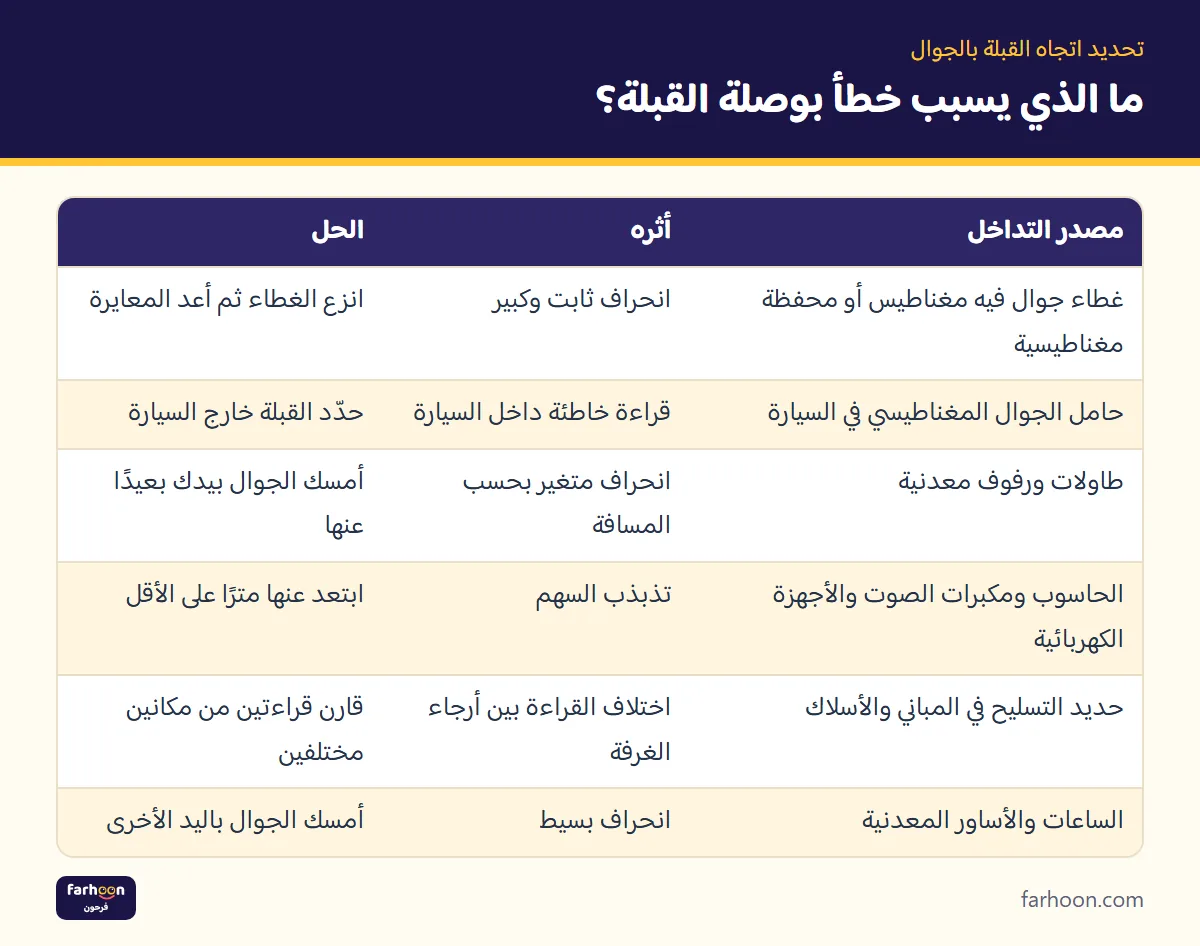 تحديد اتجاه القبلة بالجوال
ما الذي يسبب خطأ بوصلة القبلة؟
مصدر التداخل أثره الحل
غطاء جوال فيه مغناطيس أو محفظة انحراف ثابت وكبير انزع الغطاء ثم أعد المعايرة
مغناطيسية
حامل الجوال المغناطيسي في السيارة قراءة خاطئة داخل السيارة حدّد القبلة خارج السيارة
طاولات ورفوف معدنية انحراف متغير بحسب أمسك الجوال بيدك بعيدًا
المسافة عنها
الحاسوب ومكبرات الصوت والأجهزة تذبذب السهم ابتعد عنها مترًا على الأقل
الكهربائية
حديد التسليح في المباني والأسلاك اختلاف القراءة بين أرجاء قارن قراءتين من مكانين
الغرفة مختلفين
الساعات والأساور المعدنية انحراف بسيط أمسك الجوال باليد الأخرى
farhoon.com
farhoon
فرحون